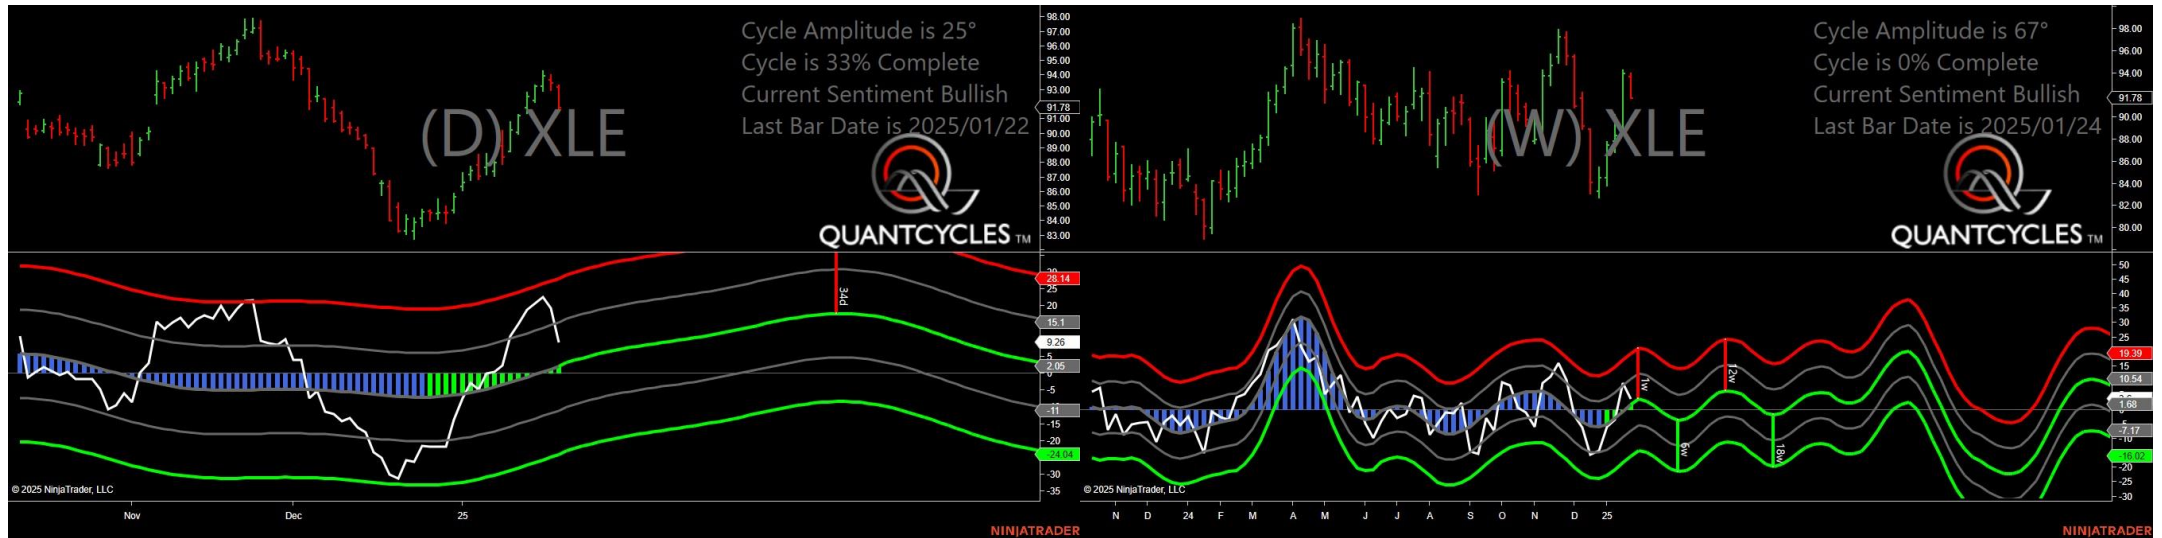 Cycle Amplitude is 25°
Cycle is 33% Complete
Current Sentiment Bullish
Last Bar Date is 2025/01/22
(D) XLE
QUANTCYCLES TM
98.00
97.00
96.00
95.00
94.00
93.00
91.78
91.00
90.00
89.00
88.00
87.00
86.00
85.00
84.00
83.00
34d
28.14
25
20
15.1
9.26
5
2.05
0
-5
-11
-15
-20
-24.04
-30
-35
© 2025 NinjaTrader, LLC
Nov Dec 25
NINJATRADER
Cycle Amplitude is 67°
Cycle is 0% Complete
Current Sentiment Bullish
Last Bar Date is 2025/01/24
(W) XLE
QUANTCYCLES TM
98.00
96.00
94.00
91.78
90.00
88.00
86.00
84.00
82.00
80.00
1w
12w
6w
18w
50
45
40
35
30
25
19.39
15
10.54
1.68
-7.17
-10
-16.02
-20
-25
-30
© 2025 NinjaTrader, LLC
N D 24 F M A M J J A S O N D 25
NINJATRADER